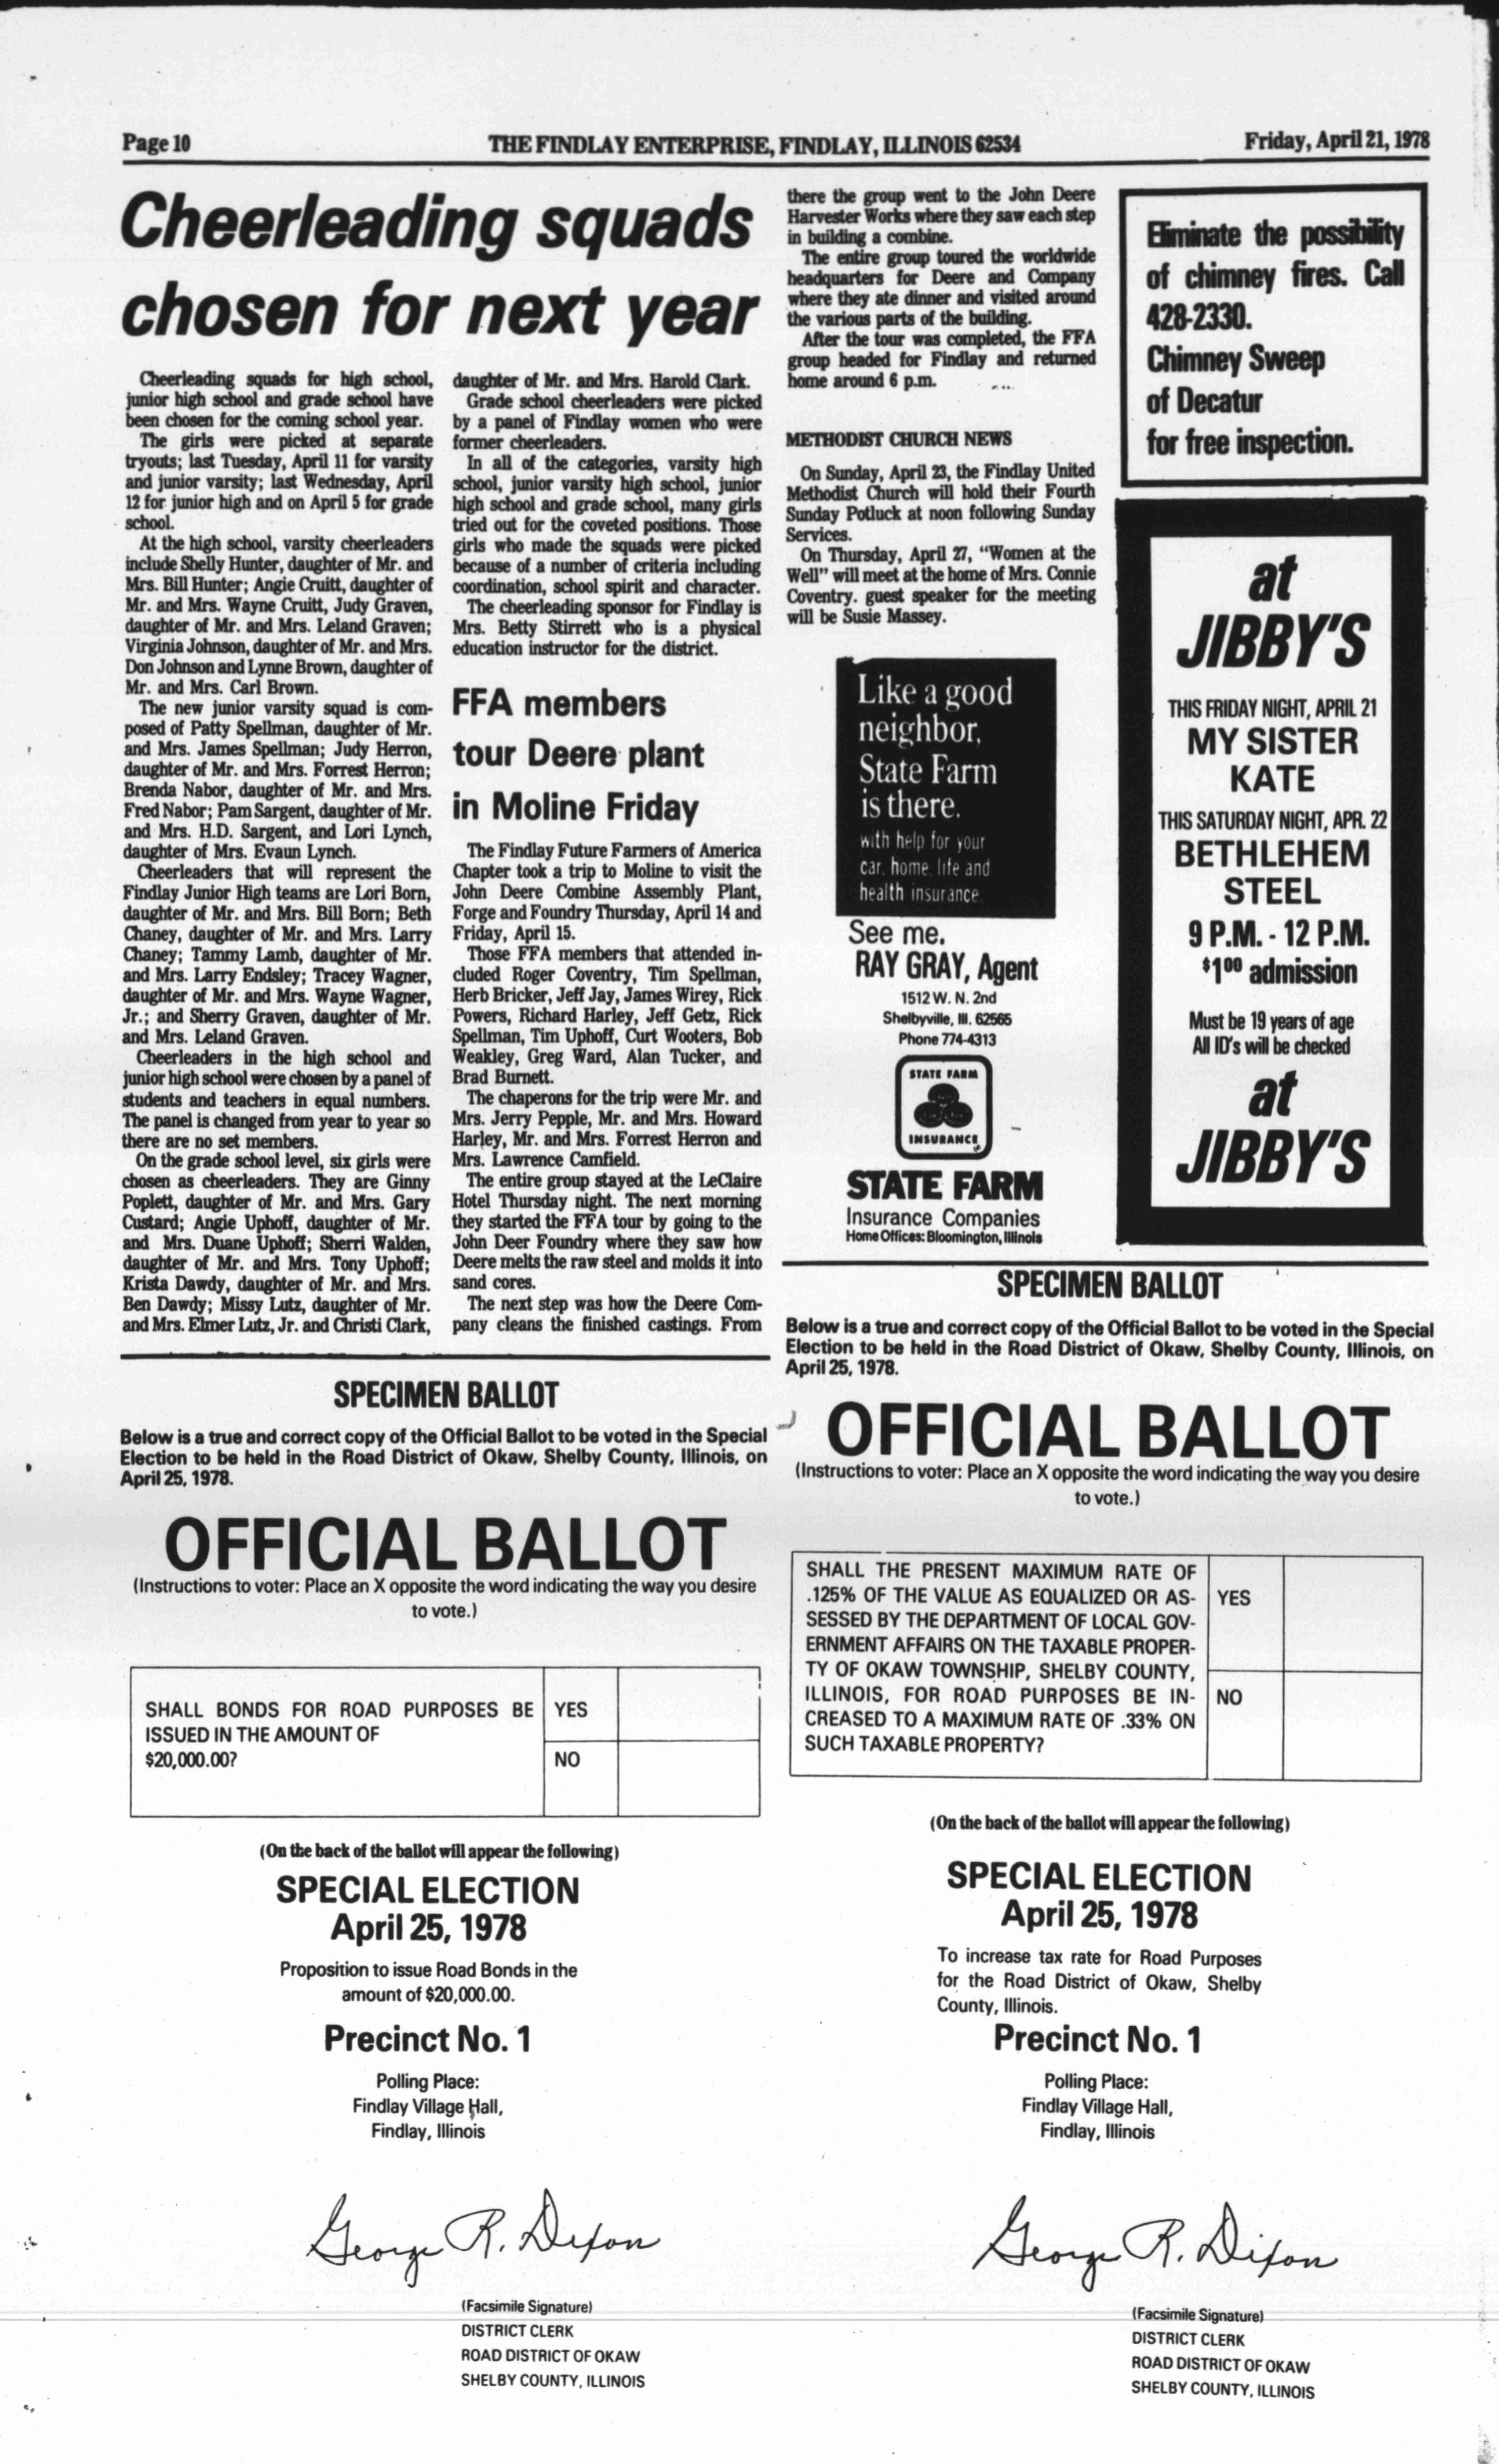 Page 10
THE FINDLAY ENTERPRISE, FINDLAY, ILLINOIS 62534
Friday, April 21, 1978
Cheerleading squads
chosen for next year
Cheerleading squads for high school,
junior high school and grade school have
been chosen for the coming school year.
The girls were picked at separate
tryouts; last Tuesday, April 11 for varsity
and junior varsity; last Wednesday, April
12 for junior high and on April 5 for grade
school.
At the high school, varsity cheerleaders
include Shelly Hunter, daughter of Mr. and
Mrs. Bill Hunter; Angie Cruitt, daughter of
Mr. and Mrs. Wayne Cruitt, Judy Graven,
daughter of Mr. and Mrs. Leland Graven;
Virginia Johnson, daughter of Mr. and Mrs.
Don Johnson and Lynne Brown, daughter of
Mr. and Mrs. Carl Brown.
The new junior varsity squad is com-
posed of Patty Spellman, daughter of Mr.
and Mrs. James Spellman; Judy Herron,
daughter of Mr. and Mrs. Forrest Herron;
Brenda Nabor, daughter of Mr. and Mrs.
Fred Nabor; Pam Sargent, daughter of Mr.
and Mrs. H.D. Sargent, and Lori Lynch,
daughter of Mrs. Evaun Lynch.
Cheerleaders that will represent the
Findlay Junior High teams are Lori Born,
daughter of Mr. and Mrs. Bill Born; Beth
Chaney, daughter of Mr. and Mrs. Larry
Chaney; Tammy Lamb, daughter of Mr.
and Mrs. Larry Endsley; Tracey Wagner,
daughter of Mr. and Mrs. Wayne Wagner,
Jr.; and Sherry Graven, daughter of Mr.
and Mrs. Leland Graven.
Cheerleaders in the high school and
junior high school were chosen by a panel of
students and teachers in equal numbers.
The panel is changed from year to year so
there are no set members.
On the grade school level, six girls were
chosen as cheerleaders. They are Ginny
Poplett, daughter of Mr. and Mrs. Gary
Custard; Angie Uphoff, daughter of Mr.
and Mrs. Duane Uphoff; Sherri Walden,
daughter of Mr. and Mrs. Tony Uphoff;
Krista Dawdy, daughter of Mr. and Mrs.
Ben Dawdy; Missy Lutz, daughter of Mr.
and Mrs. Elmer Lutz, Jr. and Christi Clark,
daughter of Mr. and Mrs. Harold Clark.
Grade school cheerleaders were picked
by a panel of Findlay women who were
former cheerleaders.
In all of the categories, varsity high
school, junior varsity high school, junior
high school and grade school, many girls
tried out for the coveted positions. Those
girls who made the squads were picked
because of a number of criteria including
coordination, school spirit and character.
The cheerleading sponsor for Findlay is
Mrs. Betty Stirrett who is a physical
education instructor for the district.
FFA members
tour Deere plant
in Moline Friday
The Findlay Future Farmers of America
Chapter took a trip to Moline to visit the
John Deere Combine Assembly Plant,
Forge and Foundry Thursday, April 14 and
Friday, April 15.
Those FFA members that attended in-
cluded Roger Coventry, Tim Spellman,
Herb Bricker, Jeff Jay, James Wirey, Rick
Powers, Richard Harley, Jeff Getz, Rick
Spellman, Tim Uphoff, Curt Wooters, Bob
Weakley, Greg Ward, Alan Tucker, and
Brad Burnett.
The chaperons for the trip were Mr. and
Mrs. Jerry Pepple, Mr. and Mrs. Howard
Harley, Mr. and Mrs. Forrest Herron and
Mrs. Lawrence Camfield.
The entire group stayed at the LeClaire
Hotel Thursday night. The next morning
they started the FFA tour by going to the
John Deer Foundry where they saw how
Deere melts the raw steel and molds it into
sand cores.
The next step was how the Deere Com-
pany cleans the finished castings. From
there the group went to the John Deere
Harvester Works where they saw each step
in building a combine.
The entire group toured the worldwide
headquarters for Deere and Company
where they ate dinner and visited around
the various parts of the building.
After the tour was completed, the FFA
group headed for Findlay and returned
home around 6 p.m.
METHODIST CHURCH NEWS
On Sunday, April 23, the Findlay United
Methodist Church will hold their Fourth
Sunday Potluck at noon following Sunday
Services.
On Thursday, April 27, "Women at the
Well" will meet at the home of Mrs. Connie
Coventry. guest speaker for the meeting
will be Susie Massey.
Like a good
neighbor,
State Farm
is there.
with help for your
car, home, life and
health insurance.
See me.
RAY GRAY, Agent
1512 W. N. 2nd
Shelbyville, Ill. 62565
Phone 774-4313
STATE FARM
INSURANCE
STATE FARM
Insurance Companies
Home Offices: Bloomington, Illinois
Eliminate the possibility
of chimney fires. Call
428-2330.
Chimney Sweep
of Decatur
for free inspection.
at
JIBBY'S
THIS FRIDAY NIGHT, APRIL 21
MY SISTER
KATE
THIS SATURDAY NIGHT, APR. 22
BETHLEHEM
STEEL
9 P.M. - 12 P.M.
$100 admission
Must be 19 years of age
All ID's will be checked
at
JIBBY'S
SPECIMEN BALLOT
Below is a true and correct copy of the Official Ballot to be voted in the Special
Election to be held in the Road District of Okaw, Shelby County, Illinois, on
April 25, 1978.
OFFICIAL BALLOT
(Instructions to voter: Place an X opposite the word indicating the way you desire
to vote.)
SHALL BONDS FOR ROAD PURPOSES BE
ISSUED IN THE AMOUNT OF
$20,000.00?
YES
NO
(On the back of the ballot will appear the following)
SPECIAL ELECTION
April 25, 1978
Proposition to issue Road Bonds in the
amount of $20,000.00.
Precinct No. 1
Polling Place:
Findlay Village Hall,
Findlay, Illinois
George R. Dixon
(Facsimile Signature)
DISTRICT CLERK
ROAD DISTRICT OF OKAW
SHELBY COUNTY, ILLINOIS
SPECIMEN BALLOT
Below is a true and correct copy of the Official Ballot to be voted in the Special
Election to be held in the Road District of Okaw, Shelby County, Illinois, on
April 25, 1978.
OFFICIAL BALLOT
(Instructions to voter: Place an X opposite the word indicating the way you desire
to vote.)
SHALL THE PRESENT MAXIMUM RATE OF
.125% OF THE VALUE AS EQUALIZED OR AS-
SESSED BY THE DEPARTMENT OF LOCAL GOV-
ERNMENT AFFAIRS ON THE TAXABLE PROPER-
TY OF OKAW TOWNSHIP, SHELBY COUNTY,
ILLINOIS, FOR ROAD PURPOSES BE IN-
CREASED TO A MAXIMUM RATE OF .33% ON
SUCH TAXABLE PROPERTY?
YES
NO
(On the back of the ballot will appear the following)
SPECIAL ELECTION
April 25, 1978
To increase tax rate for Road Purposes
for the Road District of Okaw, Shelby
County, Illinois.
Precinct No. 1
Polling Place:
Findlay Village Hall,
Findlay, Illinois
George R. Dixon
(Facsimile Signature)
DISTRICT CLERK
ROAD DISTRICT OF OKAW
SHELBY COUNTY, ILLINOIS